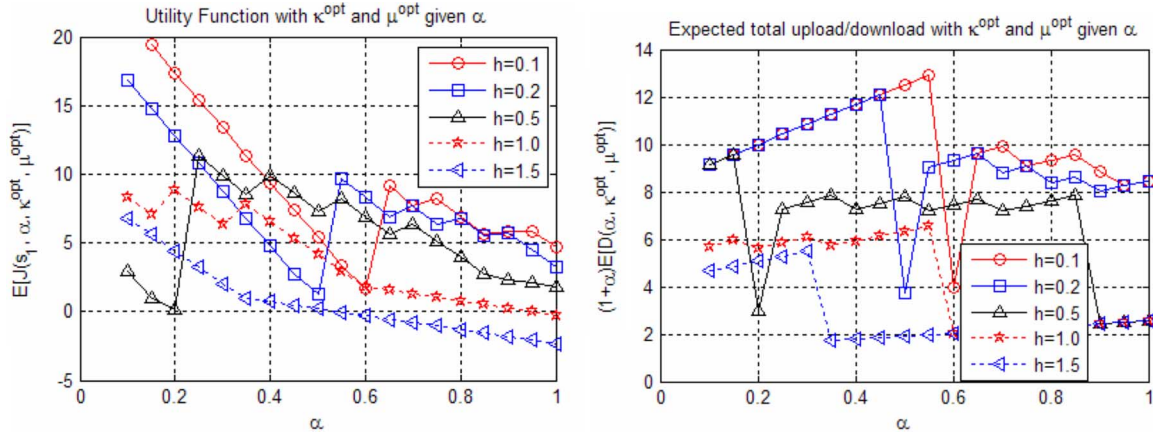 Utility Function with κ^opt and μ^opt given α
E[J(s₁, α, κ^opt, μ^opt)]
20
15
10
5
0
-5
0
0.2
0.4
0.6
0.8
1
α
h=0.1
h=0.2
h=0.5
h=1.0
h=1.5
Expected total upload/download with κ^opt and μ^opt given α
(1+α)E[D(α, κ^opt, μ^opt)]
14
12
10
8
6
4
2
0
0
0.2
0.4
0.6
0.8
1
α
h=0.1
h=0.2
h=0.5
h=1.0
h=1.5